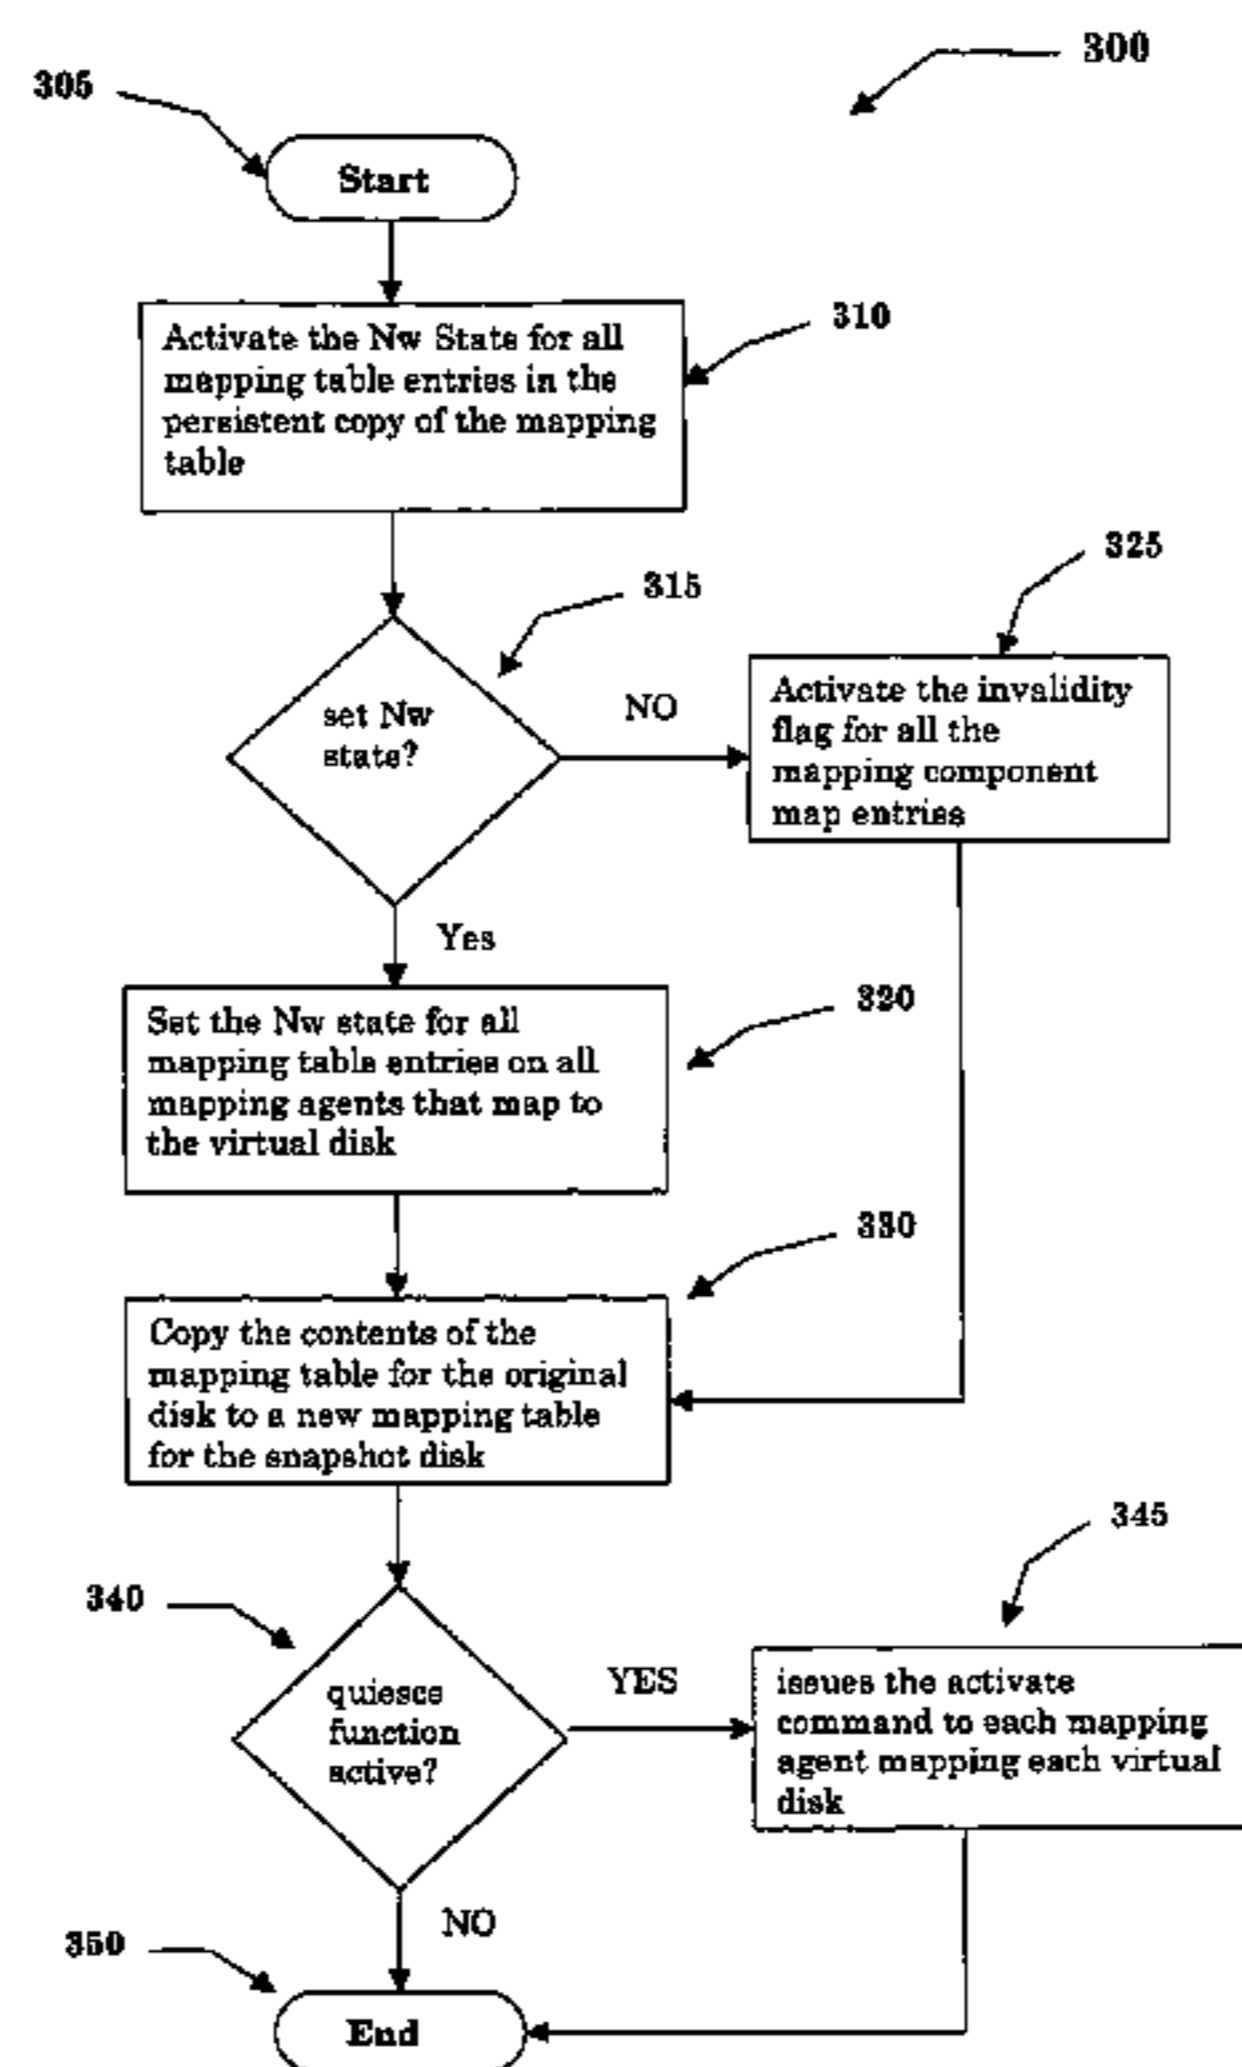 300
305
Start
310
Activate the Nw State for all
mapping table entries in the
persistent copy of the mapping
table
325
315
set Nw
state?
NO
Activate the invalidity
flag for all the
mapping component
map entries
Yes
320
Set the Nw state for all
mapping table entries on all
mapping agents that map to
the virtual disk
330
Copy the contents of the
mapping table for the original
disk to a new mapping table
for the snapshot disk
345
340
quiesce
function
active?
YES
issues the activate
command to each mapping
agent mapping each virtual
disk
NO
350
End